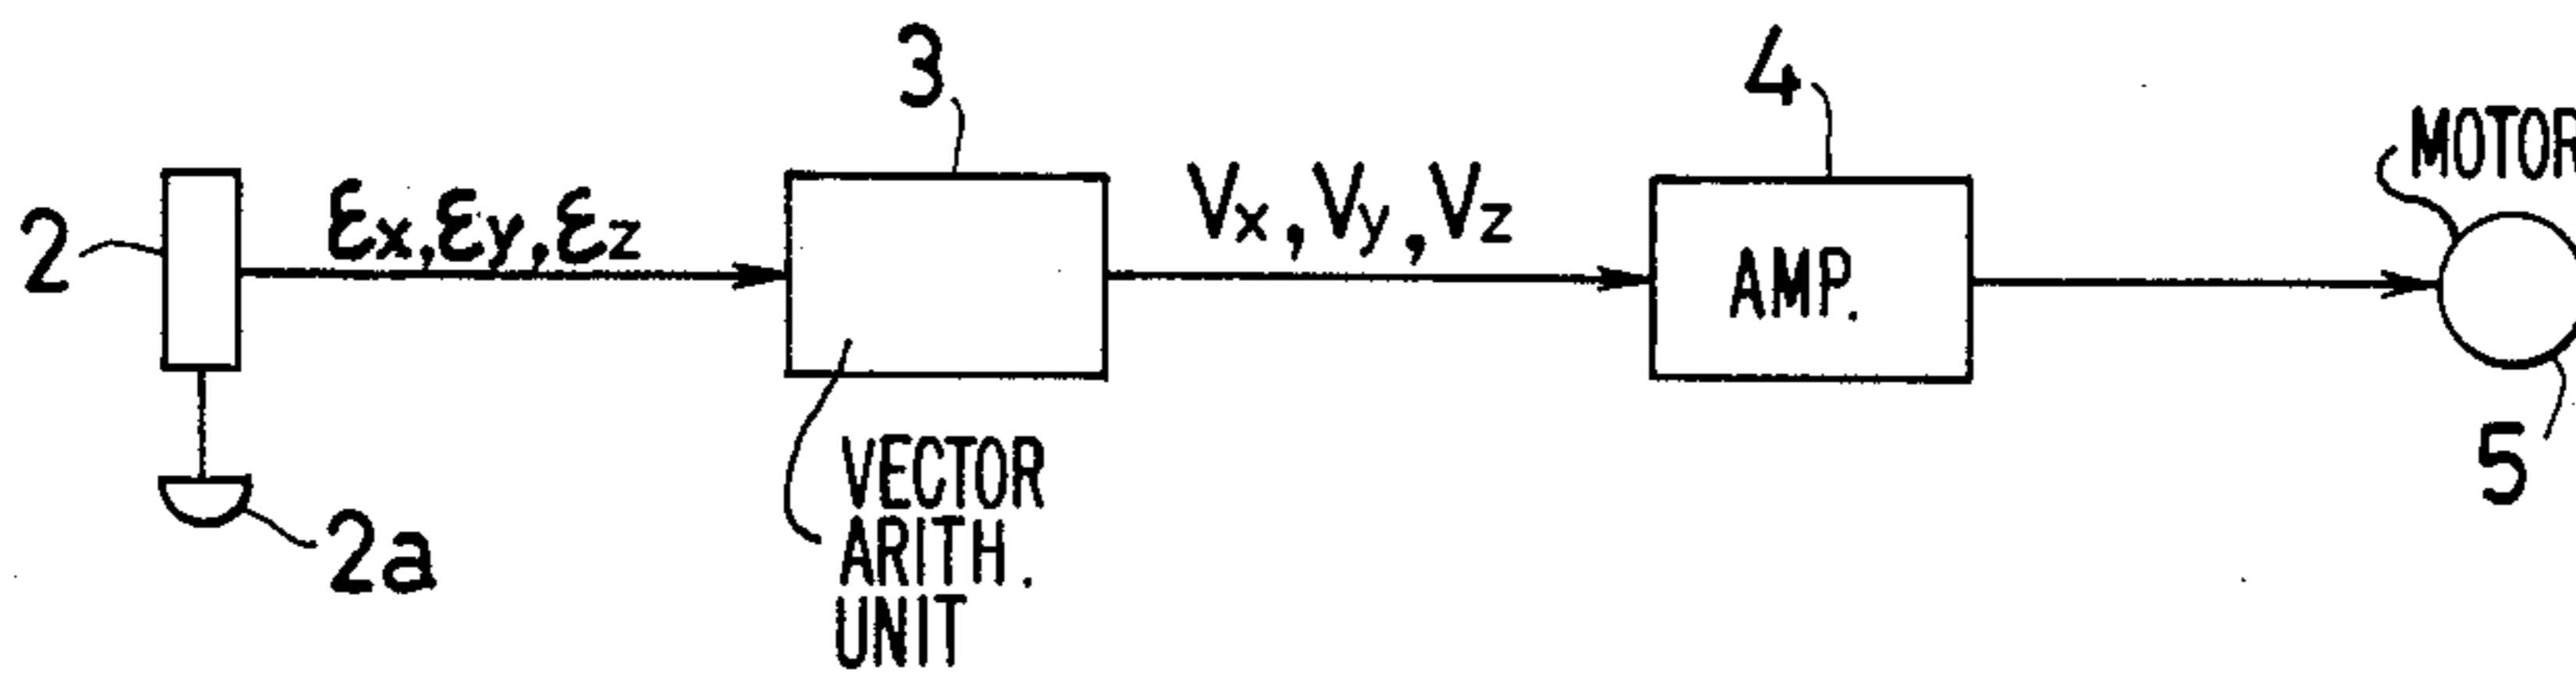 3
4
MOTOR
2
εx,εy,εz
Vx,Vy,Vz
AMP.
5
2a
VECTOR
ARITH.
UNIT